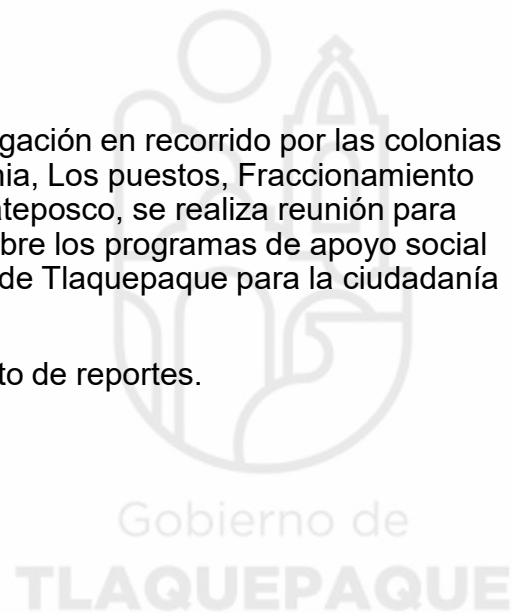 gación en recorrido por las colonias
nia, Los puestos, Fraccionamiento
ateposco, se realiza reunión para
bre los programas de apoyo social
de Tlaquepaque para la ciudadanía
to de reportes.
Gobierno de
TLAQUEPAQUE